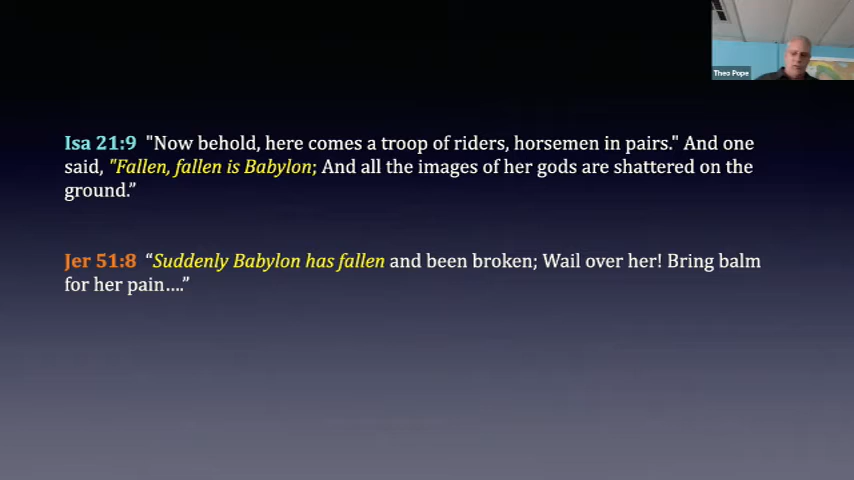 Theo Pope
Isa 21:9 "Now behold, here comes a troop of riders, horsemen in pairs." And one
said, "Fallen, fallen is Babylon; And all the images of her gods are shattered on the
ground.”
Jer 51:8 “Suddenly Babylon has fallen and been broken; Wail over her! Bring balm
for her pain….”